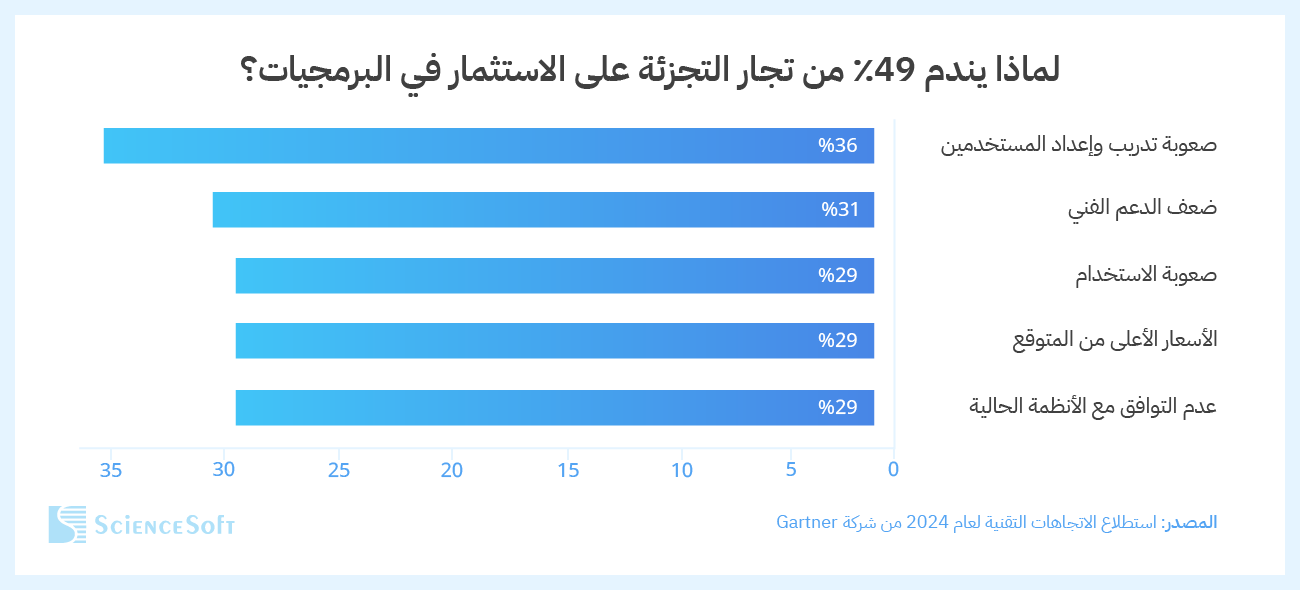 لماذا يندم 49٪ من تجار التجزئة على الاستثمار في البرمجيات؟
صعوبة تدريب وإعداد المستخدمين
%36
ضعف الدعم الفني
%31
صعوبة الاستخدام
%29
الأسعار الأعلى من المتوقع
%29
عدم التوافق مع الأنظمة الحالية
%29
0 5 10 15 20 25 30 35
المصدر: استطلاع الاتجاهات التقنية لعام 2024 من شركة Gartner
ScienceSoft